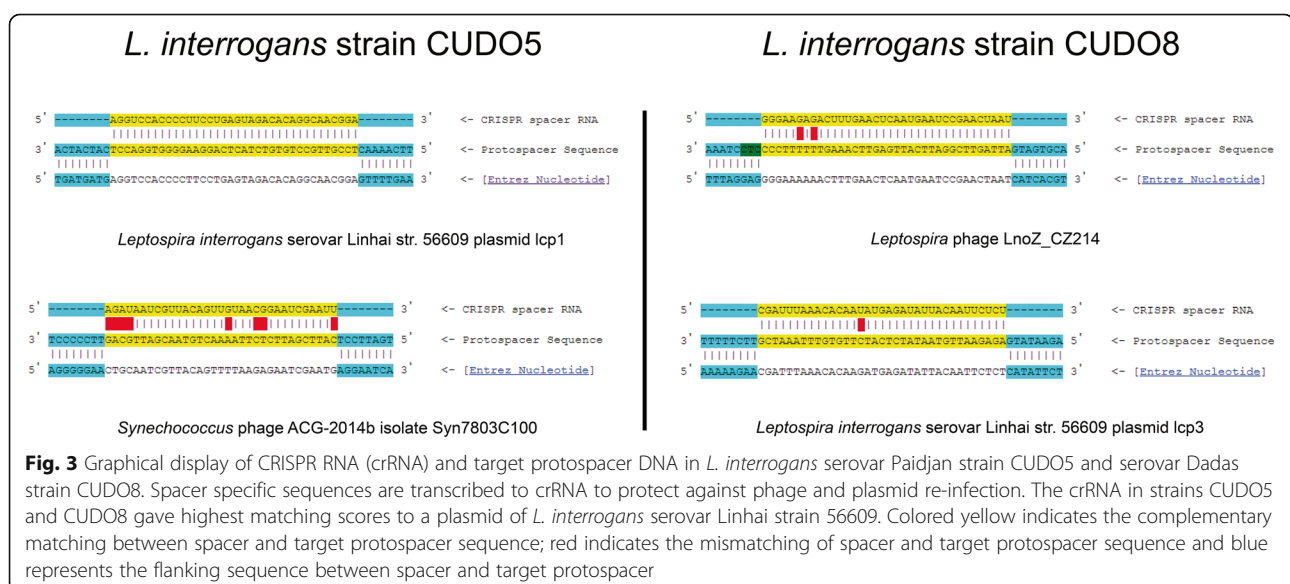 L. interrogans strain CUDO5
5' --------AGGUCCACCCCUUCCUGAGUAGACACAGGCAACGGA-------- 3' <- CRISPR spacer RNA
3' ACTACTACTCCAGGTGGGGAAGGACTCATCTGTGTCCGTTGCCTCAAAACTT 5' <- Protospacer Sequence
5' TGATGATGAGGTCCACCCCTTCCTGAGTAGACACAGGCAACGGAGTTTTGAA 3' <- [Entrez Nucleotide]
Leptospira interrogans serovar Linhai str. 56609 plasmid lcp1
5' --------AGAUAAUCGUUACAGUUGUAACGGAAUCGAAUU-------- 3' <- CRISPR spacer RNA
3' TCCCCCTTGACGTTAGCAATGTCAAAATTCTCTTAGCTTACTCCTTAGT 5' <- Protospacer Sequence
5' AGGGGGAACTGCAATCGTTACAGTTTTAAGAGAATCGAATGAGGAATCA 3' <- [Entrez Nucleotide]
Synechococcus phage ACG-2014b isolate Syn7803C100
L. interrogans strain CUDO8
5' --------GGGAAGAGACUUUGAACUCAAUGAAUCCGAACUAAU-------- 3' <- CRISPR spacer RNA
3' AAATCCTCCCCTTTTTTGAAACTTGAGTTACTTAGGCTTGATTAGTAGTGCA 5' <- Protospacer Sequence
5' TTTAGGAGGGGAAAAAACTTTGAACTCAATGAATCCGAACTAATCATCACGT 3' <- [Entrez Nucleotide]
Leptospira phage LnoZ_CZ214
5' --------CGAUUUAAACACAAUAUGAGAUAUUACAAUUCUCU-------- 3' <- CRISPR spacer RNA
3' TTTTTCTTGCTAAATTTGTGTTCTACTCTATAATGTTAAGAGAGTATAAGA 5' <- Protospacer Sequence
5' AAAAAGAACGATTTAAACACAAGATGAGATATTACAATTCTCTCATATTCT 3' <- [Entrez Nucleotide]
Leptospira interrogans serovar Linhai str. 56609 plasmid lcp3
Fig. 3 Graphical display of CRISPR RNA (crRNA) and target protospacer DNA in L. interrogans serovar Paidjan strain CUDO5 and serovar Dadas
strain CUDO8. Spacer specific sequences are transcribed to crRNA to protect against phage and plasmid re-infection. The crRNA in strains CUDO5
and CUDO8 gave highest matching scores to a plasmid of L. interrogans serovar Linhai strain 56609. Colored yellow indicates the complementary
matching between spacer and target protospacer sequence; red indicates the mismatching of spacer and target protospacer sequence and blue
represents the flanking sequence between spacer and target protospacer